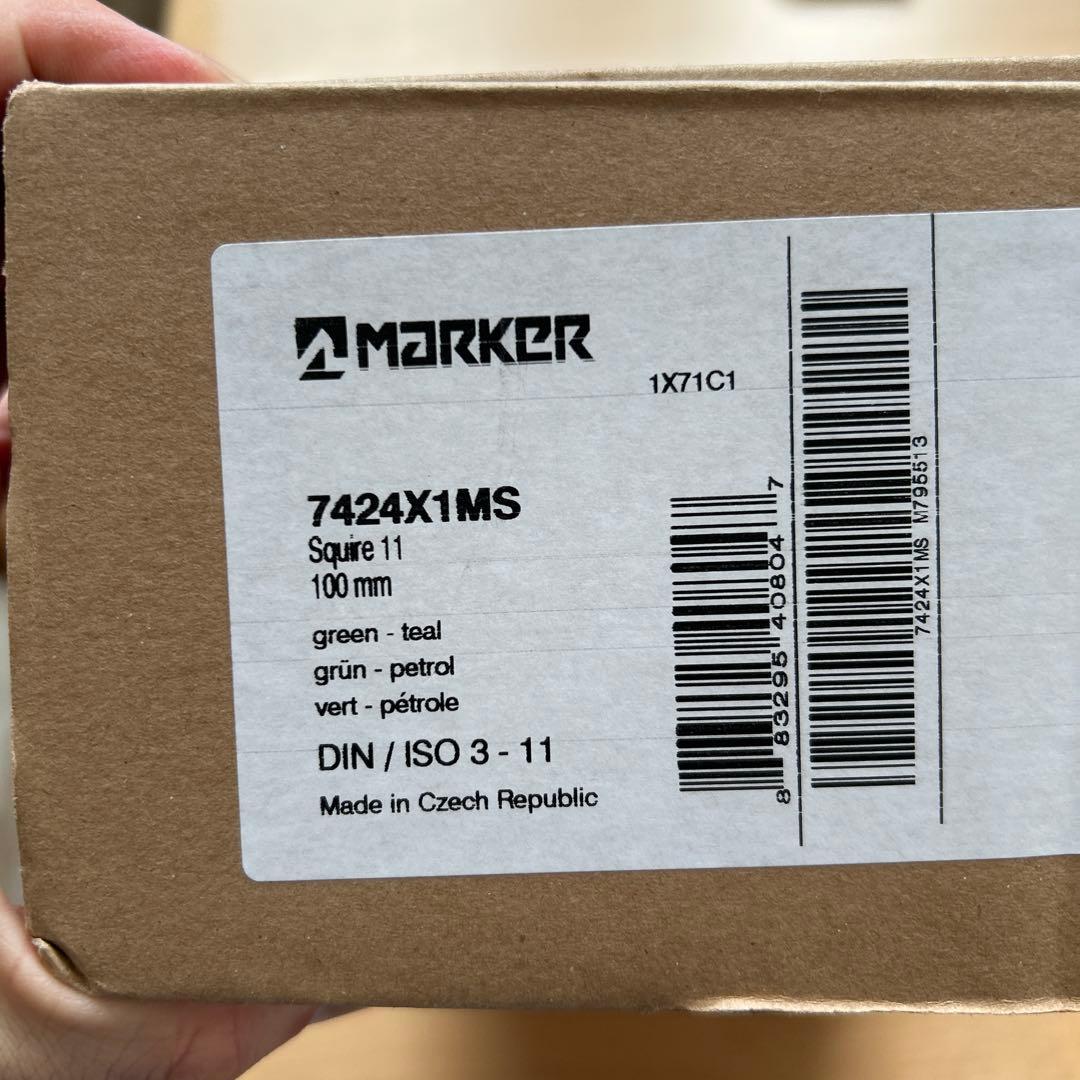 MARKER
1X71C1
7424X1MS
Squire 11
100 mm
green - teal
grün - petrol
vert - pétrole
DIN / ISO 3 - 11
Made in Czech Republic
8 83295 40804 7
7424X1MS M795513